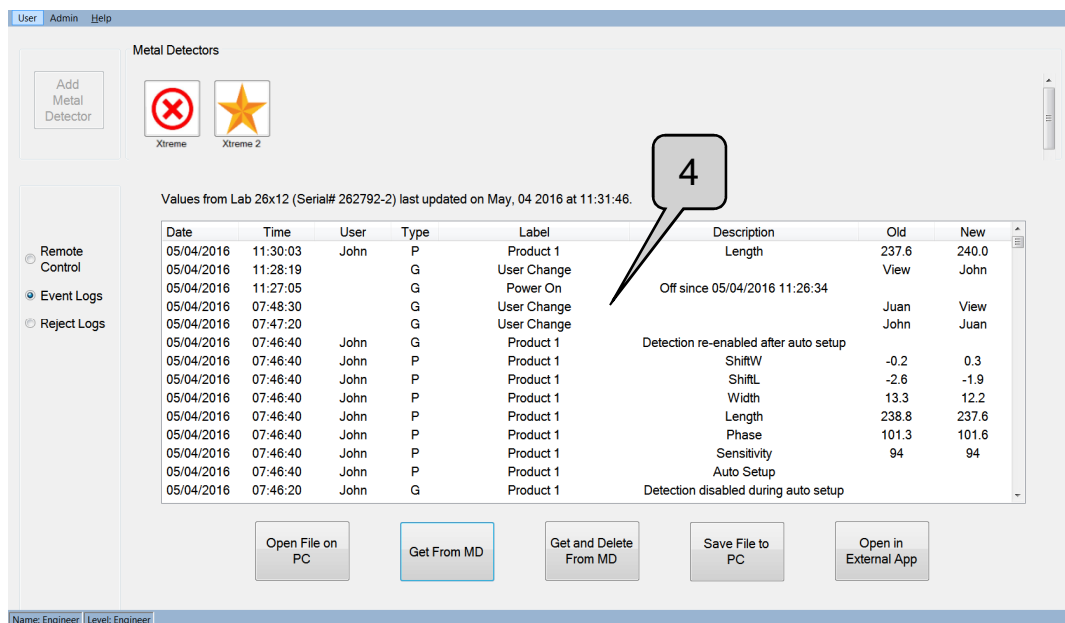 User Admin Help
Metal Detectors
Add
Metal
Detector
Xtreme Xtreme 2
4
Values from Lab 26x12 (Serial# 262792-2) last updated on May, 04 2016 at 11:31:46.
Remote
Control
Event Logs
Reject Logs
Date Time User Type Label Description Old New
05/04/2016 11:30:03 John P Product 1 Length 237.6 240.0
05/04/2016 11:28:19 G User Change View John
05/04/2016 11:27:05 G Power On Off since 05/04/2016 11:26:34
05/04/2016 07:48:30 G User Change Juan View
05/04/2016 07:47:20 G User Change John Juan
05/04/2016 07:46:40 John G Product 1 Detection re-enabled after auto setup
05/04/2016 07:46:40 John P Product 1 ShiftW -0.2 0.3
05/04/2016 07:46:40 John P Product 1 ShiftL -2.6 -1.9
05/04/2016 07:46:40 John P Product 1 Width 13.3 12.2
05/04/2016 07:46:40 John P Product 1 Length 238.8 237.6
05/04/2016 07:46:40 John P Product 1 Phase 101.3 101.6
05/04/2016 07:46:40 John P Product 1 Sensitivity 94 94
05/04/2016 07:46:40 John P Product 1 Auto Setup
05/04/2016 07:46:20 John G Product 1 Detection disabled during auto setup
Open File on
PC
Get From MD
Get and Delete
From MD
Save File to
PC
Open in
External App
Name: Engineer Level: Engineer